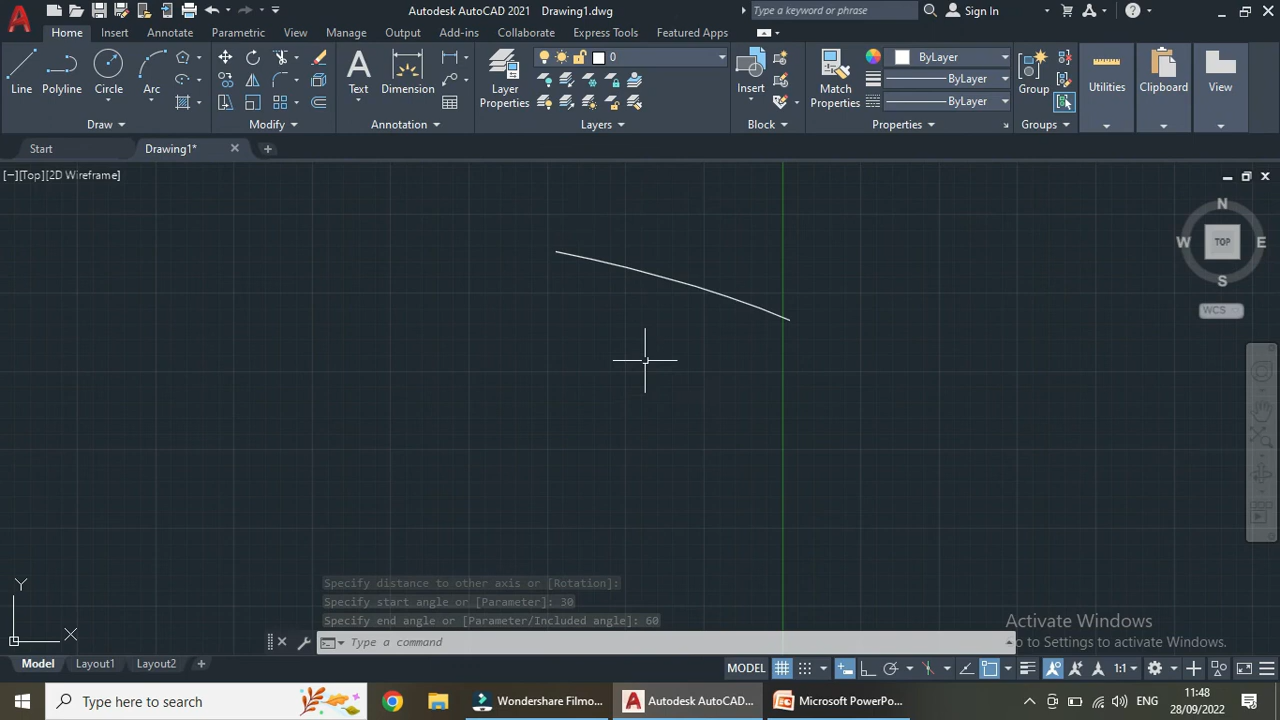 Autodesk AutoCAD 2021 Drawing1.dwg
Type a keyword or phrase
Sign In
Home Insert Annotate Parametric View Manage Output Add-ins Collaborate Express Tools Featured Apps
0
ByLayer
ByLayer
ByLayer
Line Polyline Circle Arc
Text Dimension
Layer
Properties
Insert
Match
Properties
Group
Utilities
Clipboard
View
Draw Modify Annotation Layers Block Properties Groups
Start Drawing1*
[−][Top][2D Wireframe]
N
W TOP E
S
WCS
Y
X
Specify distance to other axis or [Rotation]:
Specify start angle or [Parameter]: 30
Specify end angle or [Parameter/Included angle]: 60
Type a command
Activate Windows
o to Settings to activate Windows.
Model Layout1 Layout2
MODEL 1:1
Type here to search
Wondershare Filmo...
Autodesk AutoCAD...
Microsoft PowerPo...
ENG
11:48
28/09/2022